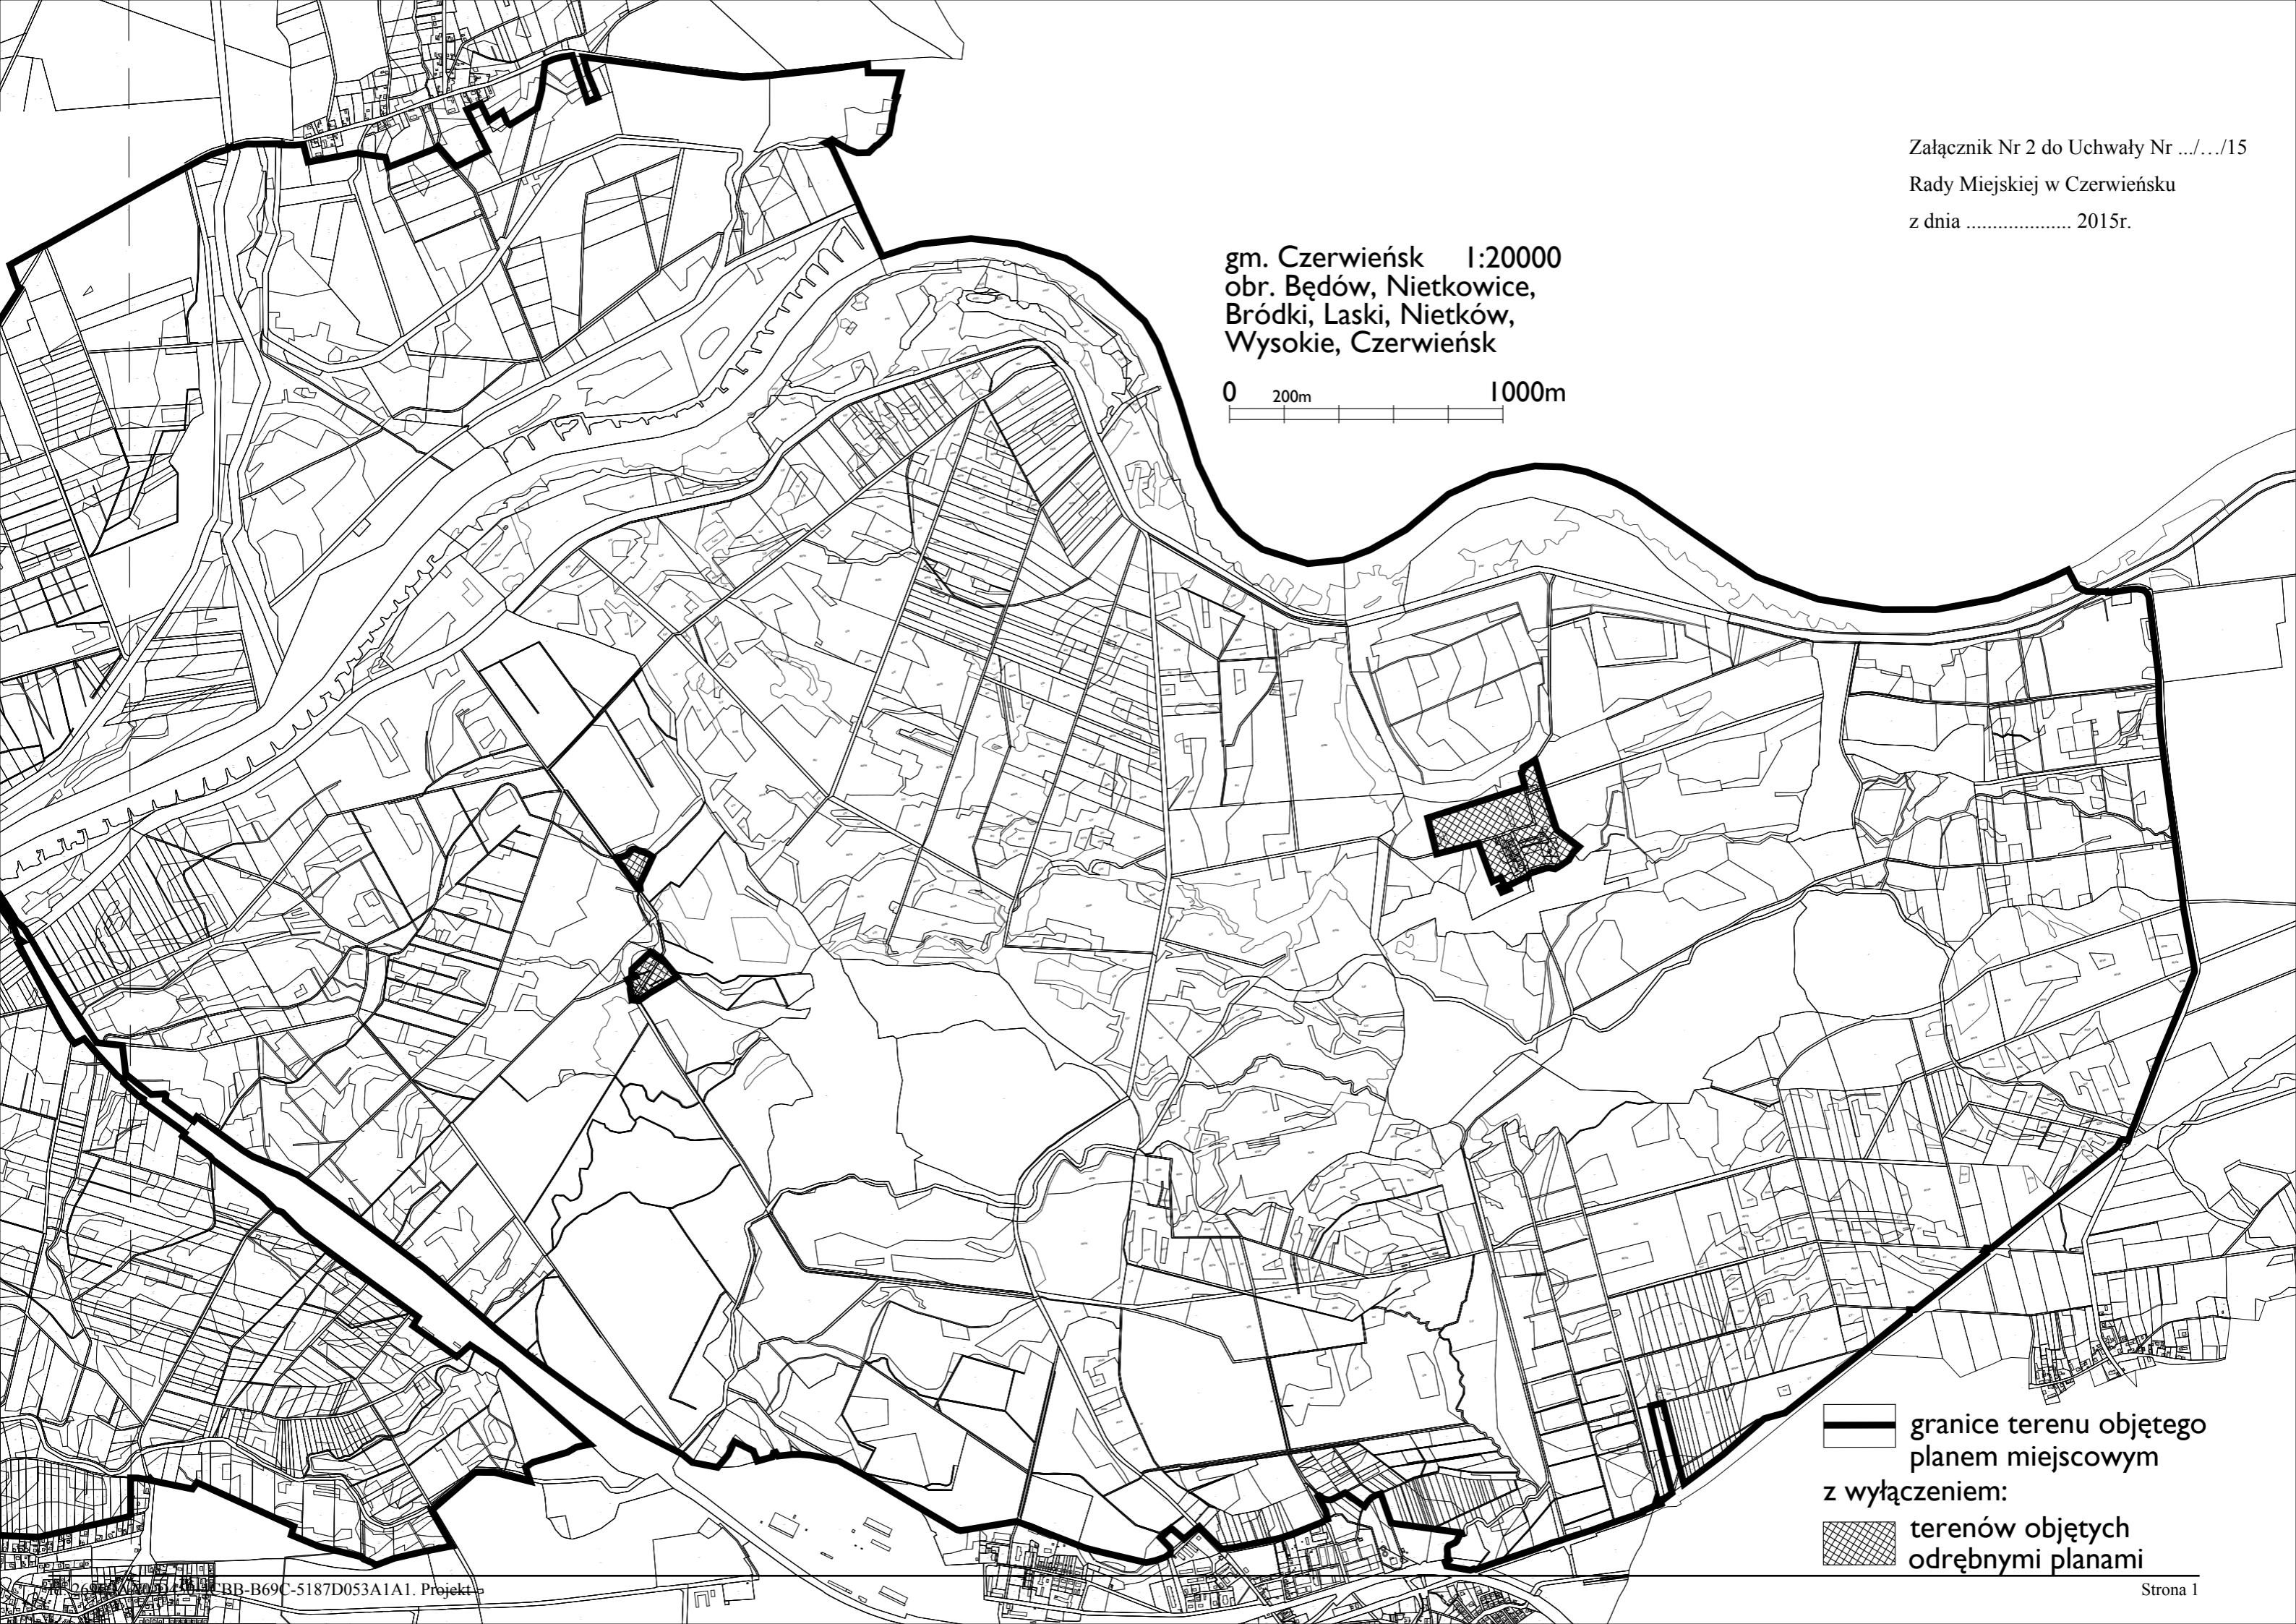 Załącznik Nr 2 do Uchwały Nr .../.../15
Rady Miejskiej w Czerwieńsku
z dnia .................... 2015r.
gm. Czerwieńsk 1:20000
obr. Będów, Nietkowice,
Bródki, Laski, Nietków,
Wysokie, Czerwieńsk
0 200m 1000m
granice terenu objętego
planem miejscowym
z wyłączeniem:
terenów objętych
odrębnymi planami
CBB-B69C-5187D053A1A1. Projekt
Strona 1